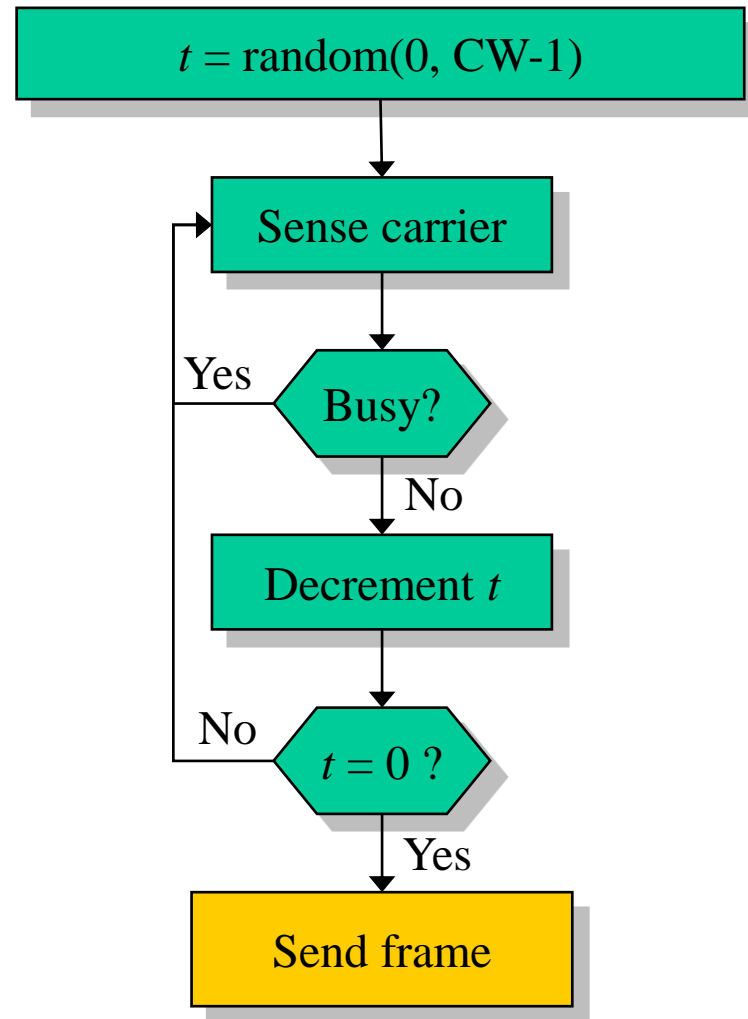 t = random(0, CW-1)
Sense carrier
Yes
Busy?
No
Decrement t
No
t = 0 ?
Yes
Send frame